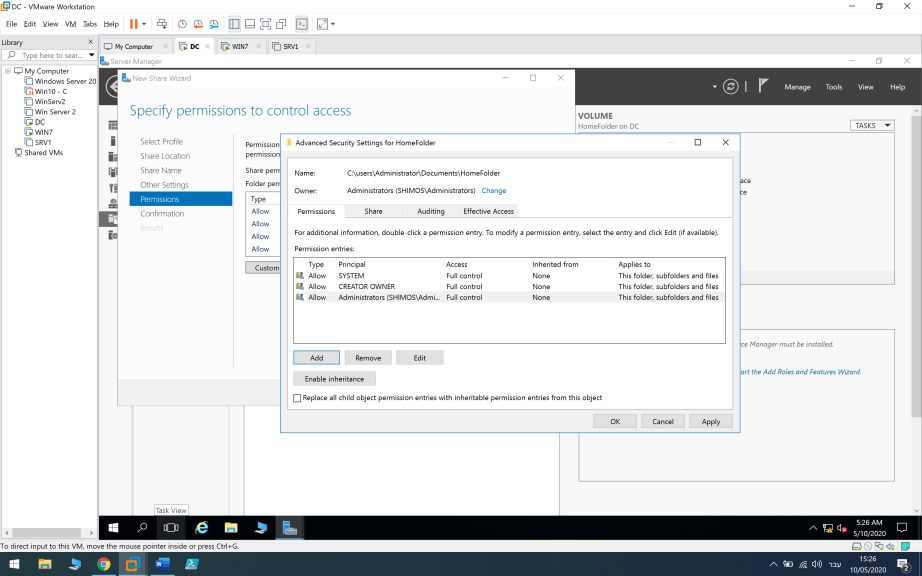 DC - VMware Workstation
File Edit View VM Tabs Help
Library
Type here to sear...
My Computer
Windows Server 20
Win10 - C
WinServ2
Win Server 2
DC
WIN7
SRV1
Shared VMs
My Computer
DC
WIN7
SRV1
Server Manager
Manage Tools View Help
New Share Wizard
Specify permissions to control access
Select Profile
Share Location
Share Name
Other Settings
Permissions
Confirmation
Results
Permission
permission
Share perm
Folder perm
Type
Allow
Allow
Allow
Allow
Custom
VOLUME
HomeFolder on DC
TASKS
Advanced Security Settings for HomeFolder
Name: C:\users\Administrator\Documents\HomeFolder
Owner: Administrators (SHIMOS\Administrators) Change
Permissions Share Auditing Effective Access
For additional information, double-click a permission entry. To modify a permission entry, select the entry and click Edit (if available).
Permission entries:
Type Principal Access Inherited from Applies to
Allow SYSTEM Full control None This folder, subfolders and files
Allow CREATOR OWNER Full control None This folder, subfolders and files
Allow Administrators (SHIMOS\Admi... Full control None This folder, subfolders and files
Add Remove Edit
Enable inheritance
Replace all child object permission entries with inheritable permission entries from this object
OK Cancel Apply
ace
ce
ce Manager must be installed.
art the Add Roles and Features Wizard.
Task View
5:26 AM
5/10/2020
To direct input to this VM, move the mouse pointer inside or press Ctrl+G.
עבר
15:26
10/05/2020
2